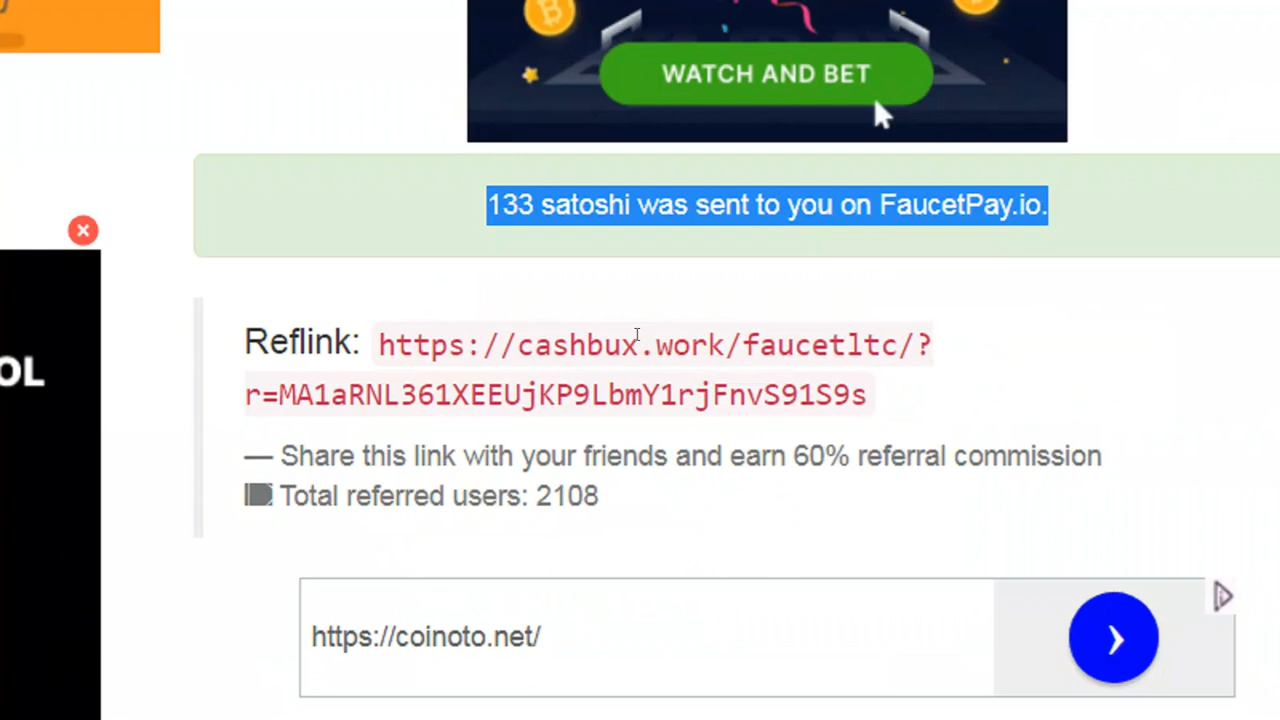 WATCH AND BET
133 satoshi was sent to you on FaucetPay.io.
OL
Reflink: https://cashbux.work/faucetltc/?
r=MA1aRNL361XEEUjKP9LbmY1rjFnvS91S9s
— Share this link with your friends and earn 60% referral commission
Total referred users: 2108
https://coinoto.net/